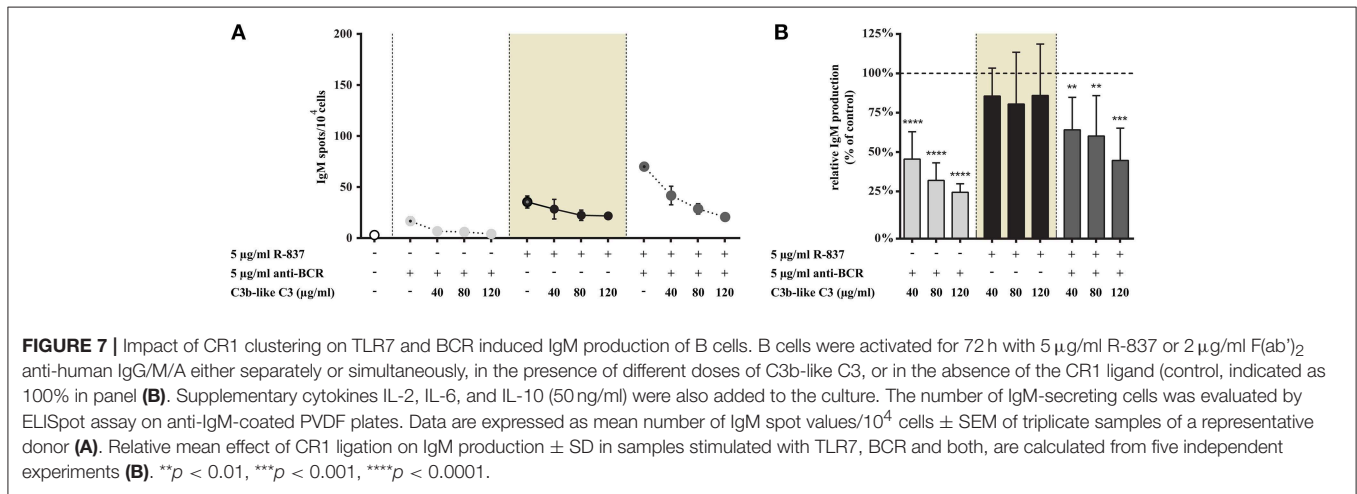 A
200
150
100
50
0
IgM spots/10⁴ cells
5 µg/ml R-837 - - - - - + + + + + + + +
5 µg/ml anti-BCR - + + + + - - - - + + + +
C3b-like C3 (µg/ml) - - 40 80 120 - 40 80 120 - 40 80 120
B
125%
100%
75%
50%
25%
0%
relative IgM production
(% of control)
**** **** **** ** ** ***
5 µg/ml R-837 - - - + + + + + +
5 µg/ml anti-BCR + + + - - - + + +
C3b-like C3 (µg/ml) 40 80 120 40 80 120 40 80 120
FIGURE 7 | Impact of CR1 clustering on TLR7 and BCR induced IgM production of B cells. B cells were activated for 72 h with 5 µg/ml R-837 or 2 µg/ml F(ab’)₂
anti-human IgG/M/A either separately or simultaneously, in the presence of different doses of C3b-like C3, or in the absence of the CR1 ligand (control, indicated as
100% in panel (B). Supplementary cytokines IL-2, IL-6, and IL-10 (50 ng/ml) were also added to the culture. The number of IgM-secreting cells was evaluated by
ELISpot assay on anti-IgM-coated PVDF plates. Data are expressed as mean number of IgM spot values/10⁴ cells ± SEM of triplicate samples of a representative
donor (A). Relative mean effect of CR1 ligation on IgM production ± SD in samples stimulated with TLR7, BCR and both, are calculated from five independent
experiments (B). **p < 0.01, ***p < 0.001, ****p < 0.0001.